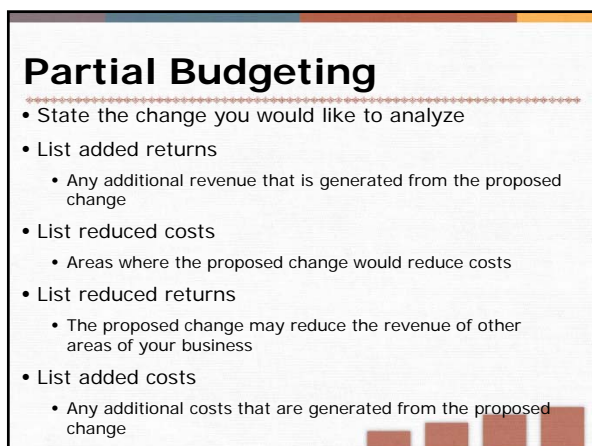 Partial Budgeting
• State the change you would like to analyze
• List added returns
• Any additional revenue that is generated from the proposed
change
• List reduced costs
• Areas where the proposed change would reduce costs
• List reduced returns
• The proposed change may reduce the revenue of other
areas of your business
• List added costs
• Any additional costs that are generated from the proposed
change